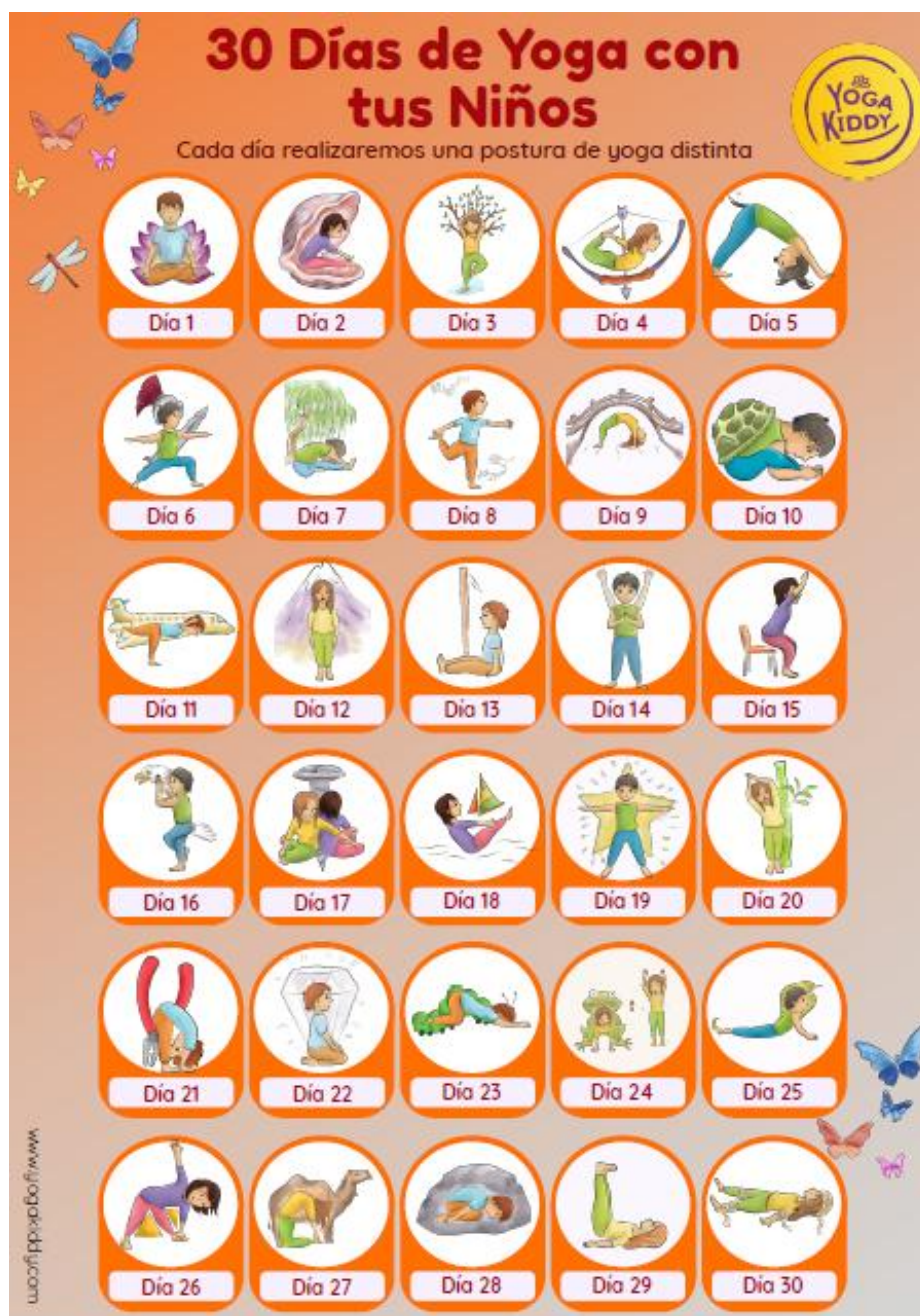 30 Días de Yoga con
tus Niños
YOGA
KIDDY
Cada día realizaremos una postura de yoga distinta
Día 1
Día 2
Día 3
Día 4
Día 5
Día 6
Día 7
Día 8
Día 9
Día 10
Día 11
Día 12
Día 13
Día 14
Día 15
Día 16
Día 17
Día 18
Día 19
Día 20
Día 21
Día 22
Día 23
Día 24
Día 25
Día 26
Día 27
Día 28
Día 29
Día 30
www.yogakiddy.com